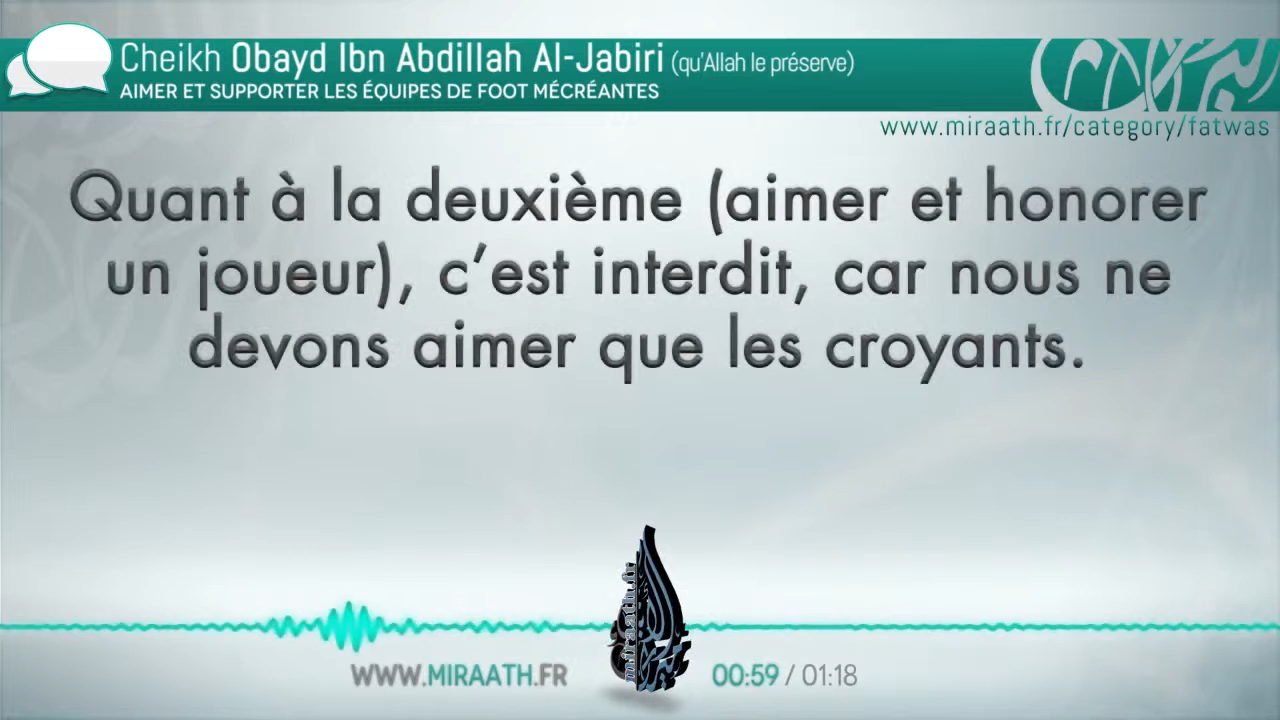 Cheikh Obayd Ibn Abdillah Al-Jabiri (qu'Allah le préserve)
AIMER ET SUPPORTER LES ÉQUIPES DE FOOT MÉCRÉANTES
www.miraath.fr/category/fatwas
Quant à la deuxième (aimer et honorer
un joueur), c’est interdit, car nous ne
devons aimer que les croyants.
miraath.fr
WWW.MIRAATH.FR
00:59 / 01:18